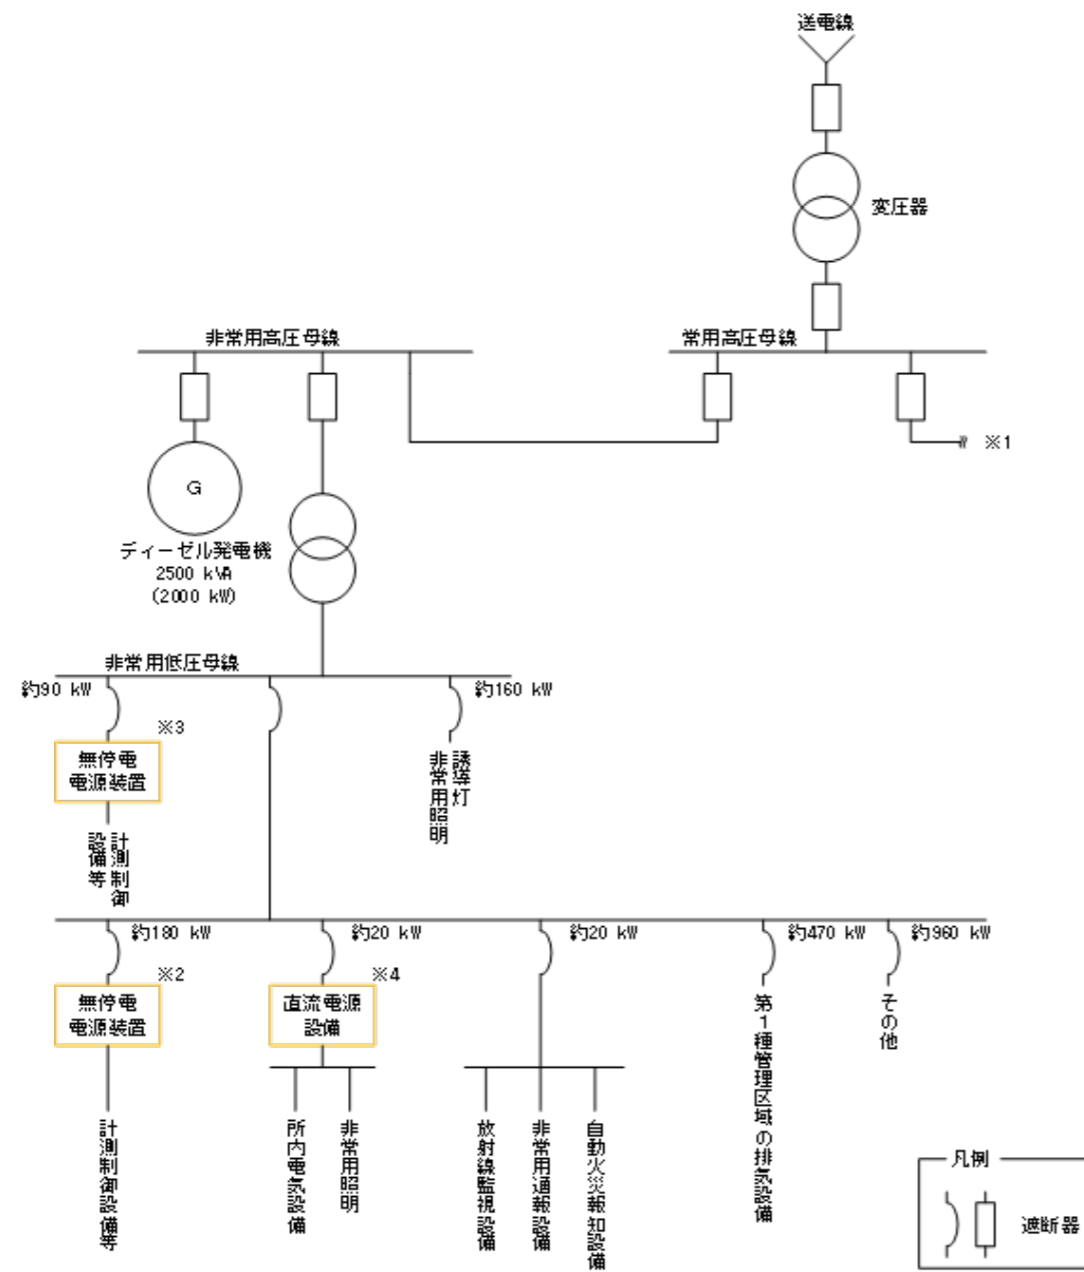 送電線
変圧器
非常用高圧母線
常用高圧母線
※1
G
ディーゼル発電機
2500 kVA
(2000 kW)
非常用低圧母線
約90 kW
約160 kW
※3
無停電
電源装置
誘導灯
非常用照明
計測制御
設備等
約180 kW
約20 kW
約20 kW
約470 kW
約960 kW
※2
※4
無停電
電源装置
直流電源
設備
第1種管理区域の排気設備
その他
計測制御設備等
所内電気設備
非常用照明
放射線監視設備
非常用通報設備
自動火災報知設備
凡例
遮断器